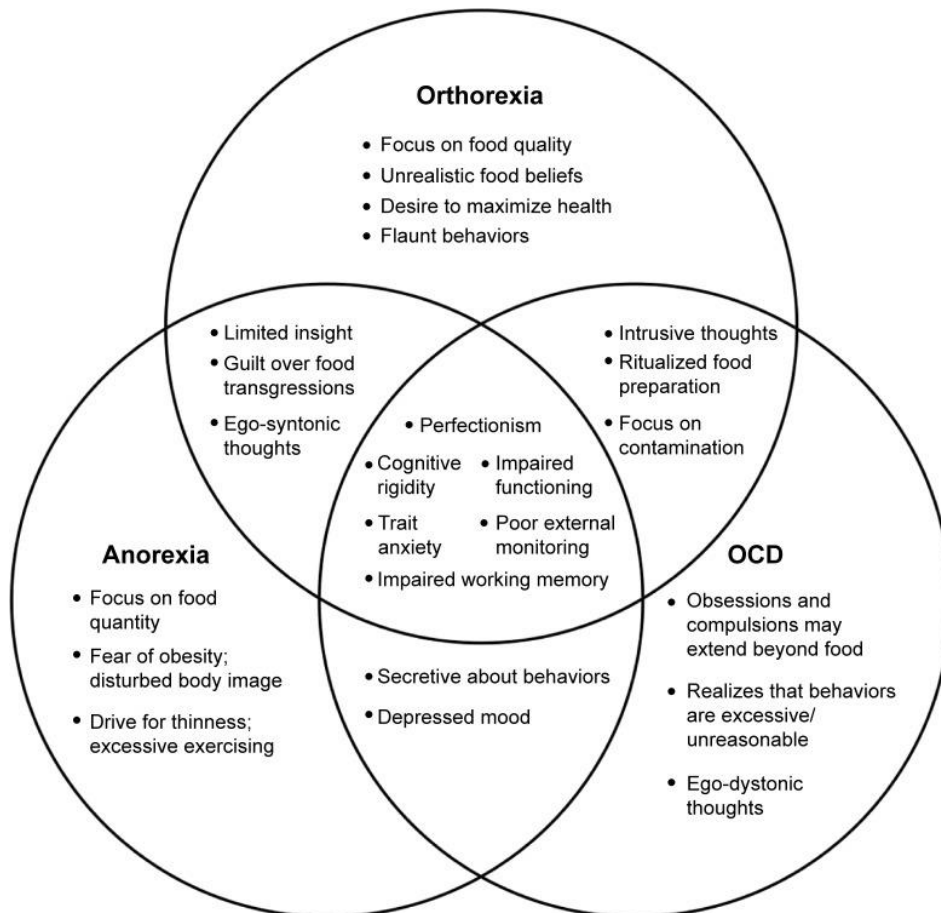 Orthorexia
• Focus on food quality
• Unrealistic food beliefs
• Desire to maximize health
• Flaunt behaviors
• Limited insight
• Guilt over food
transgressions
• Ego-syntonic
thoughts
• Intrusive thoughts
• Ritualized food
preparation
• Focus on
contamination
• Perfectionism
• Cognitive
rigidity
• Impaired
functioning
• Trait
anxiety
• Poor external
monitoring
• Impaired working memory
Anorexia
• Focus on food
quantity
• Fear of obesity;
disturbed body image
• Drive for thinness;
excessive exercising
OCD
• Obsessions and
compulsions may
extend beyond food
• Realizes that behaviors
are excessive/
unreasonable
• Ego-dystonic
thoughts
• Secretive about behaviors
• Depressed mood